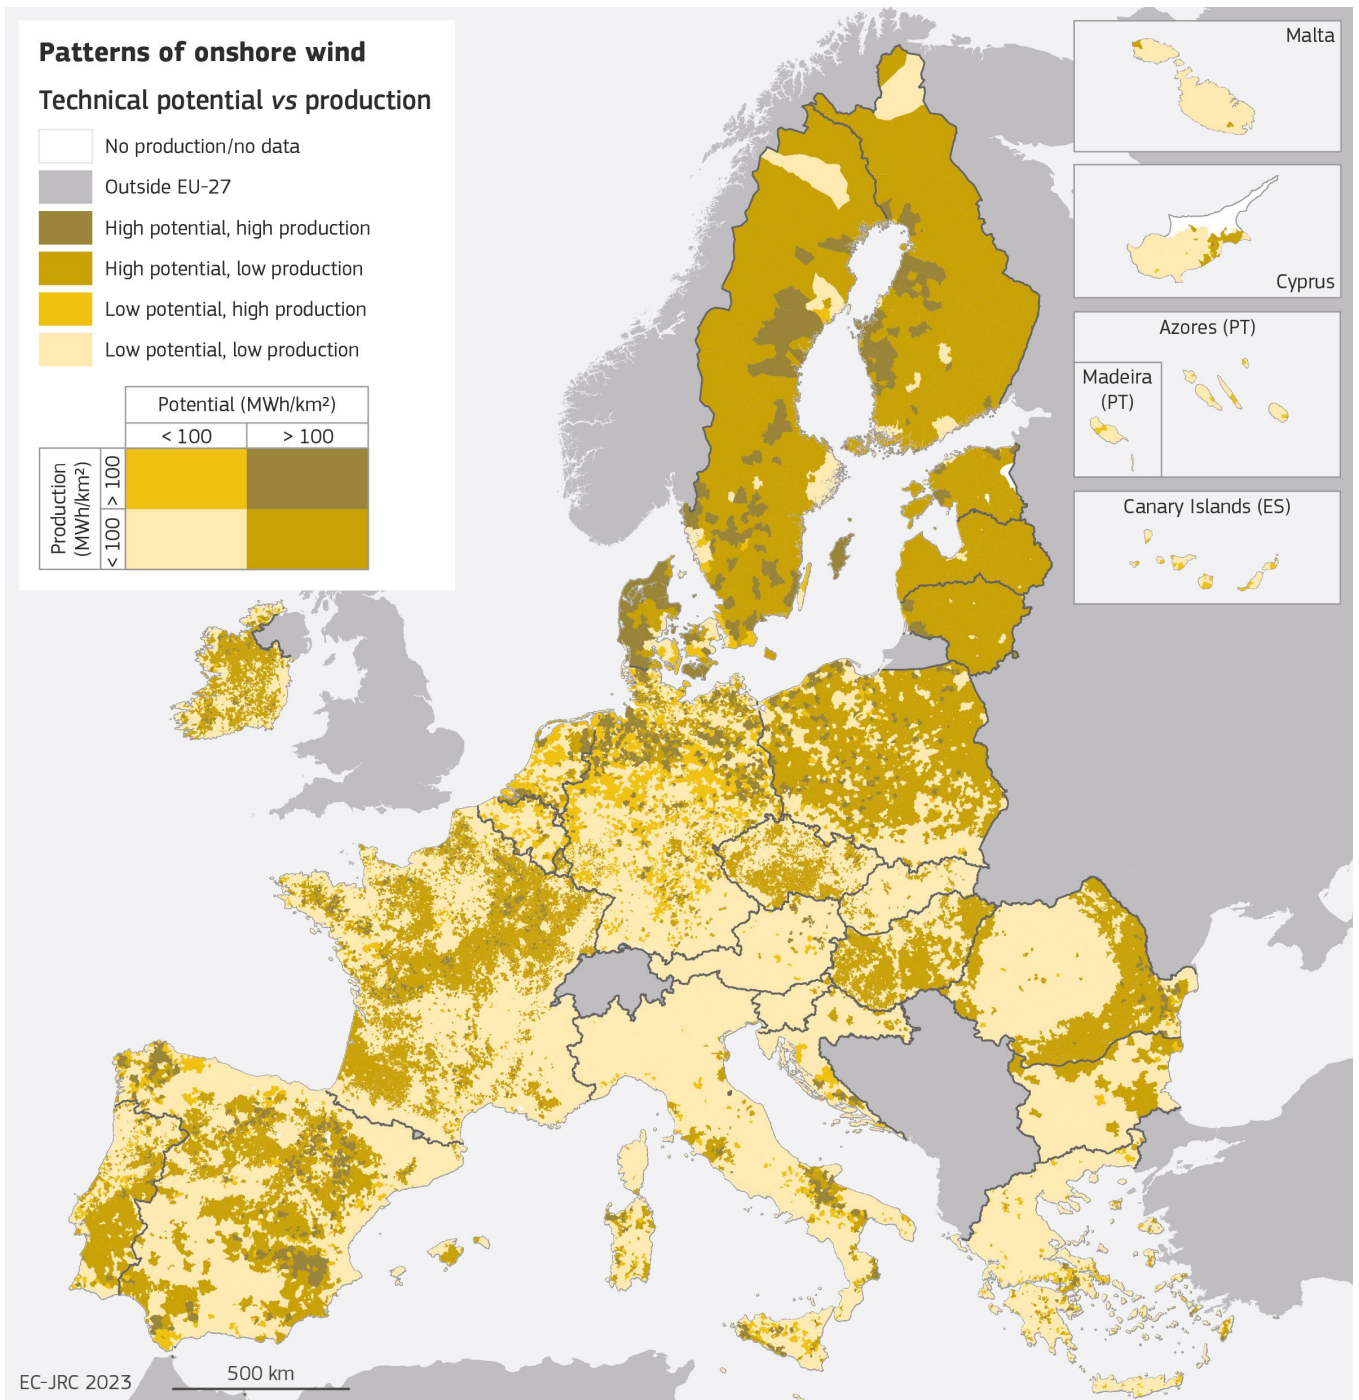 Patterns of onshore wind
Technical potential vs production
No production/no data
Outside EU-27
High potential, high production
High potential, low production
Low potential, high production
Low potential, low production
Potential (MWh/km²)
< 100
> 100
Production
(MWh/km²)
> 100
< 100
Malta
Cyprus
Azores (PT)
Madeira
(PT)
Canary Islands (ES)
500 km
EC-JRC 2023